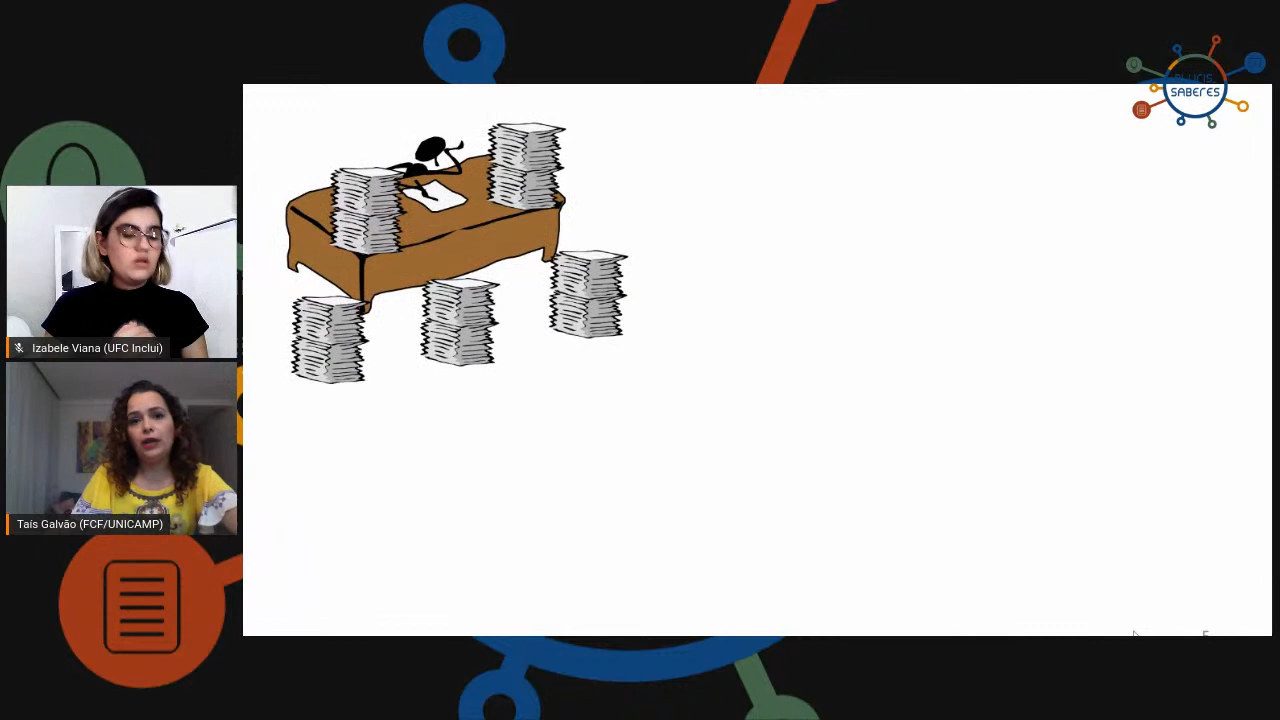 SABERES
Izabele Viana (UFC Inclui)
Taís Galvão (FCF/UNICAMP)